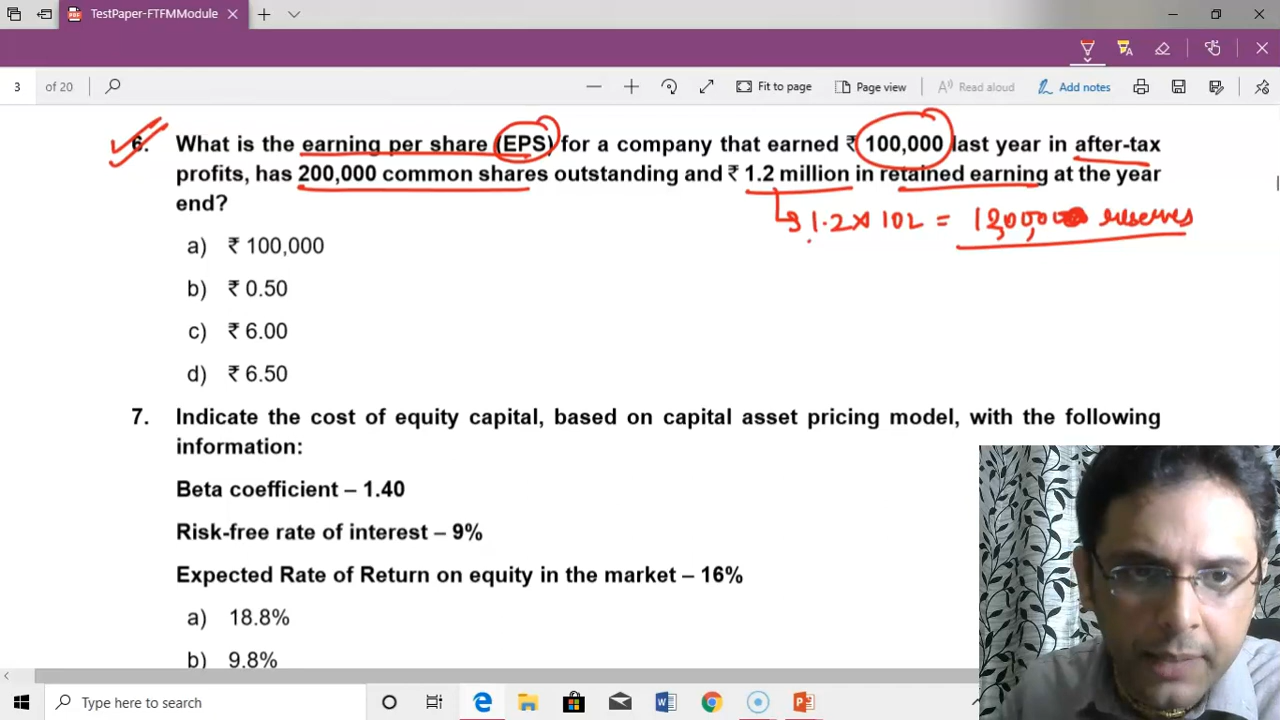 TestPaper-FTFMModule
3 of 20 Fit to page Page view Read aloud Add notes
6. What is the earning per share (EPS) for a company that earned ₹ 100,000 last year in after-tax
profits, has 200,000 common shares outstanding and ₹ 1.2 million in retained earning at the year
end?
1.2 × 10L = reserves
a) ₹ 100,000
b) ₹ 0.50
c) ₹ 6.00
d) ₹ 6.50
7. Indicate the cost of equity capital, based on capital asset pricing model, with the following
information:
Beta coefficient – 1.40
Risk-free rate of interest – 9%
Expected Rate of Return on equity in the market – 16%
a) 18.8%
b) 9.8%
Type here to search